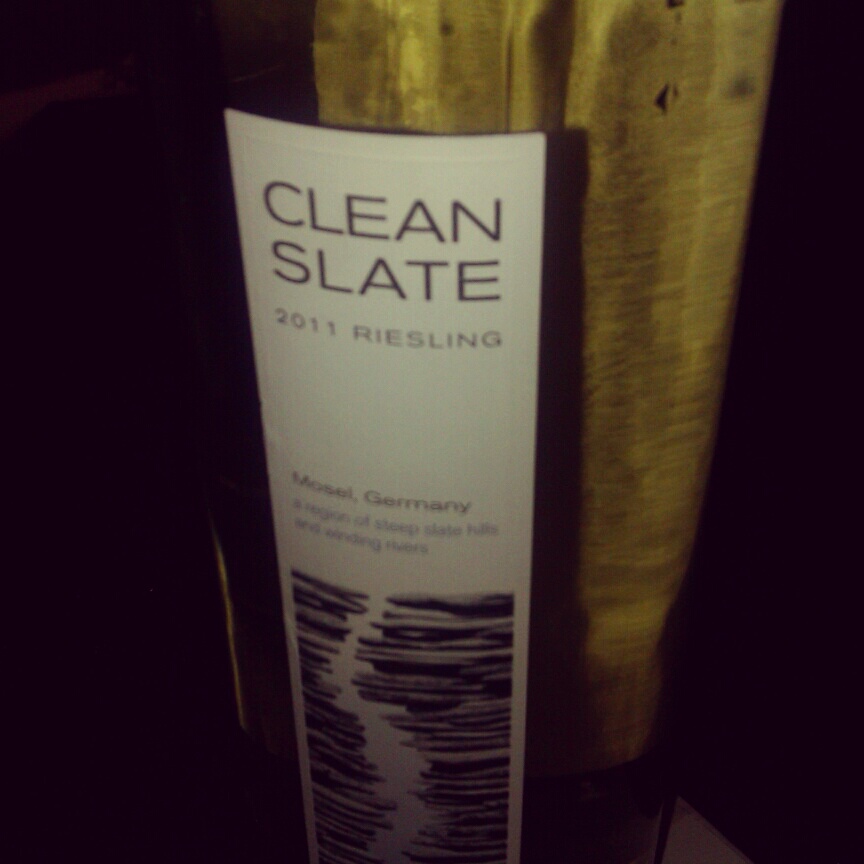 CLEAN
SLATE
2011 RIESLING
Mosel, Germany
a region of steep slate hills
and winding rivers